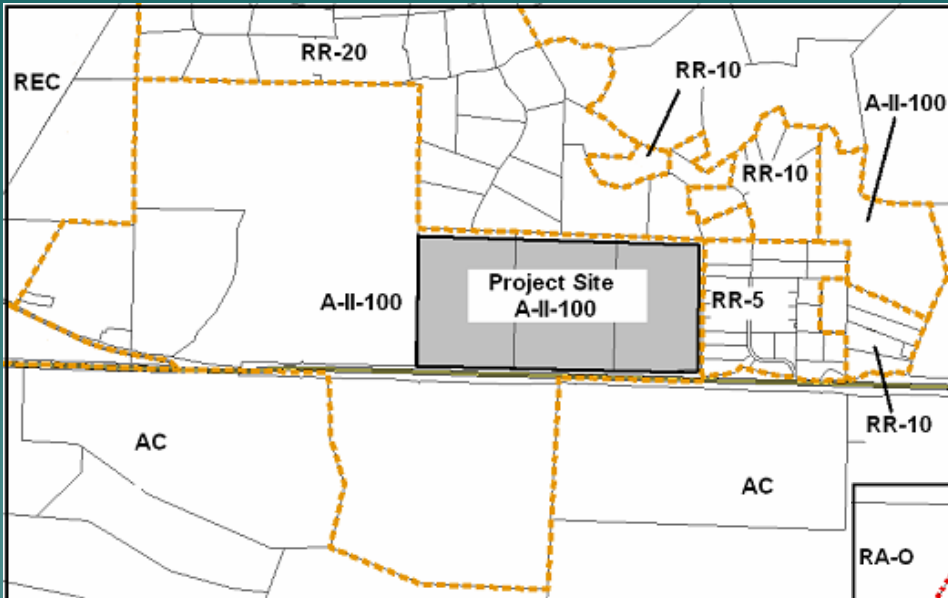 RR-20
REC
RR-10
A-II-100
RR-10
Project Site
A-II-100
A-II-100
RR-5
RR-10
AC
AC
RA-O